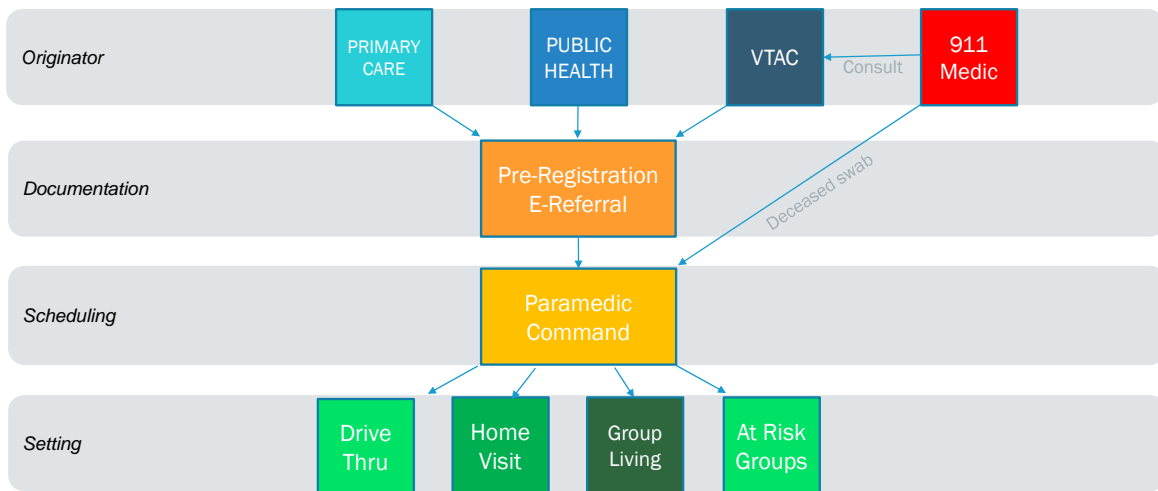 Originator
PRIMARY
CARE
PUBLIC
HEALTH
VTAC
Consult
911
Medic
Documentation
Pre-Registration
E-Referral
Deceased swab
Scheduling
Paramedic
Command
Setting
Drive
Thru
Home
Visit
Group
Living
At Risk
Groups